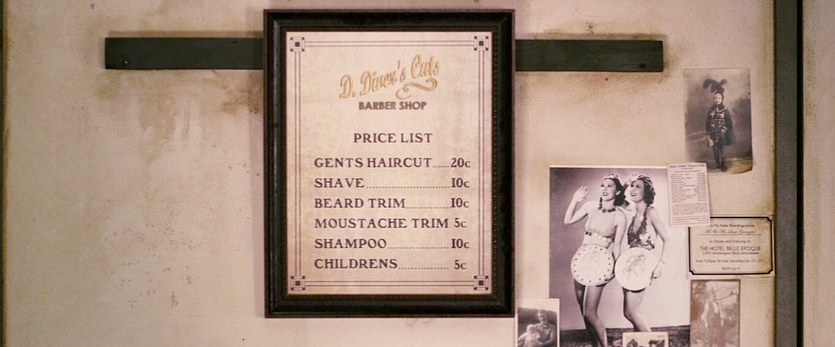 D. Diver's Cuts
BARBER SHOP
PRICE LIST
GENTS HAIRCUT......20c
SHAVE..............................10c
BEARD TRIM...............10c
MOUSTACHE TRIM 5c
SHAMPOO......................10c
CHILDRENS...................5c
THE HOTEL BELLE EPOQUE